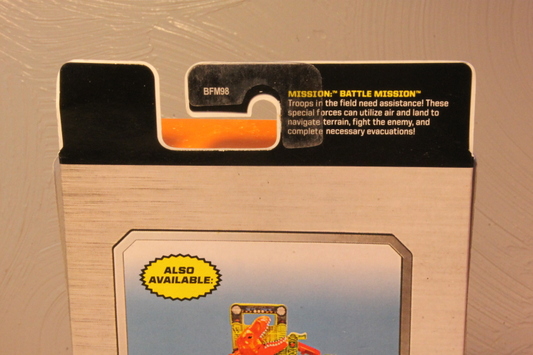 BFM98
MISSION:™ BATTLE MISSION™
Troops in the field need assistance! These
special forces can utilize air and land to
navigate terrain, fight the enemy, and
complete necessary evacuations!
ALSO
AVAILABLE: